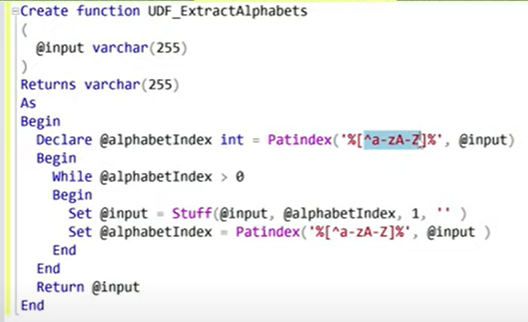 Create function UDF_ExtractAlphabets
(
@input varchar(255)
)
Returns varchar(255)
As
Begin
Declare @alphabetIndex int = Patindex('%[^a-zA-Z]%', @input)
Begin
While @alphabetIndex > 0
Begin
Set @input = Stuff(@input, @alphabetIndex, 1, '' )
Set @alphabetIndex = Patindex('%[^a-zA-Z]%', @input )
End
End
Return @input
End